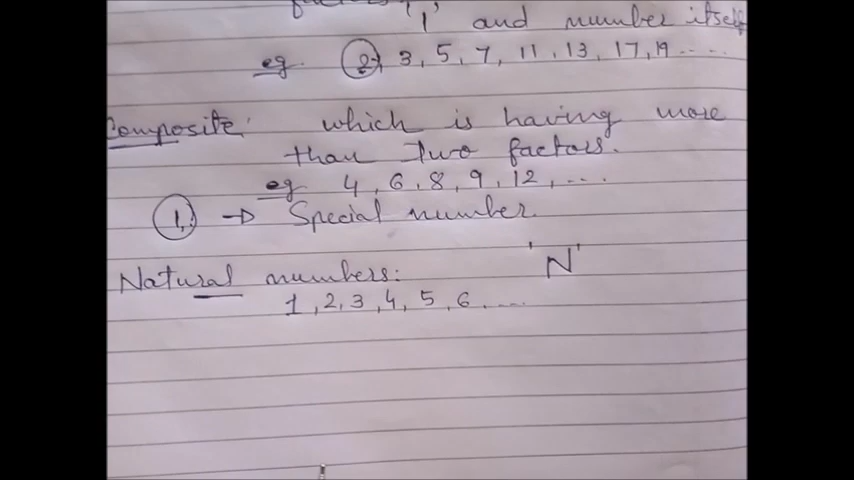 factors, '1' and number itself
eg. 2, 3, 5, 7, 11, 13, 17, 19 .....
Composite: which is having more
than two factors.
eg 4, 6, 8, 9, 12, ...
1, → Special number.
Natural numbers: 'N'
1, 2, 3, 4, 5, 6, ....